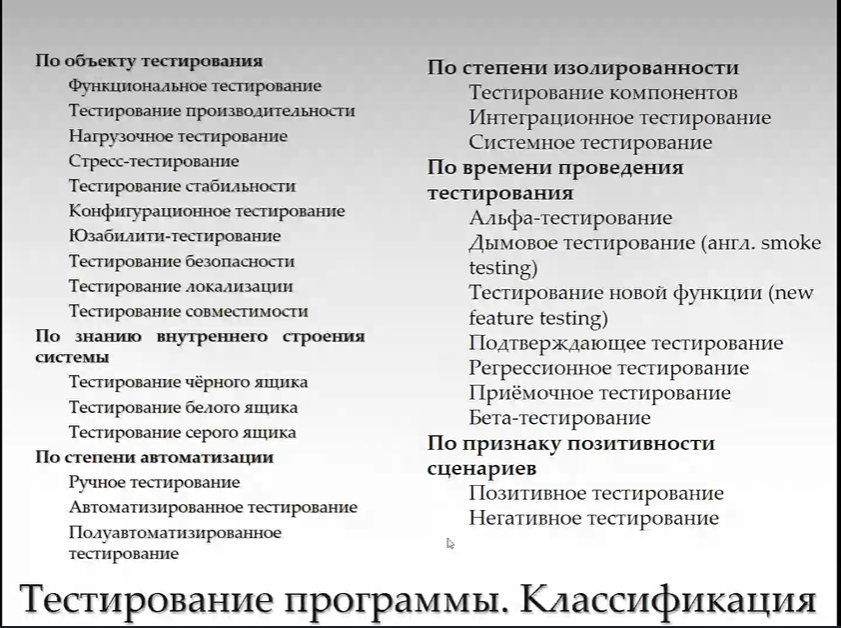 По объекту тестирования
Функциональное тестирование
Тестирование производительности
Нагрузочное тестирование
Стресс-тестирование
Тестирование стабильности
Конфигурационное тестирование
Юзабилити-тестирование
Тестирование безопасности
Тестирование локализации
Тестирование совместимости
По знанию внутреннего строения
системы
Тестирование чёрного ящика
Тестирование белого ящика
Тестирование серого ящика
По степени автоматизации
Ручное тестирование
Автоматизированное тестирование
Полуавтоматизированное
тестирование
По степени изолированности
Тестирование компонентов
Интеграционное тестирование
Системное тестирование
По времени проведения
тестирования
Альфа-тестирование
Дымовое тестирование (англ. smoke
testing)
Тестирование новой функции (new
feature testing)
Подтверждающее тестирование
Регрессионное тестирование
Приёмочное тестирование
Бета-тестирование
По признаку позитивности
сценариев
Позитивное тестирование
Негативное тестирование
Тестирование программы. Классификация